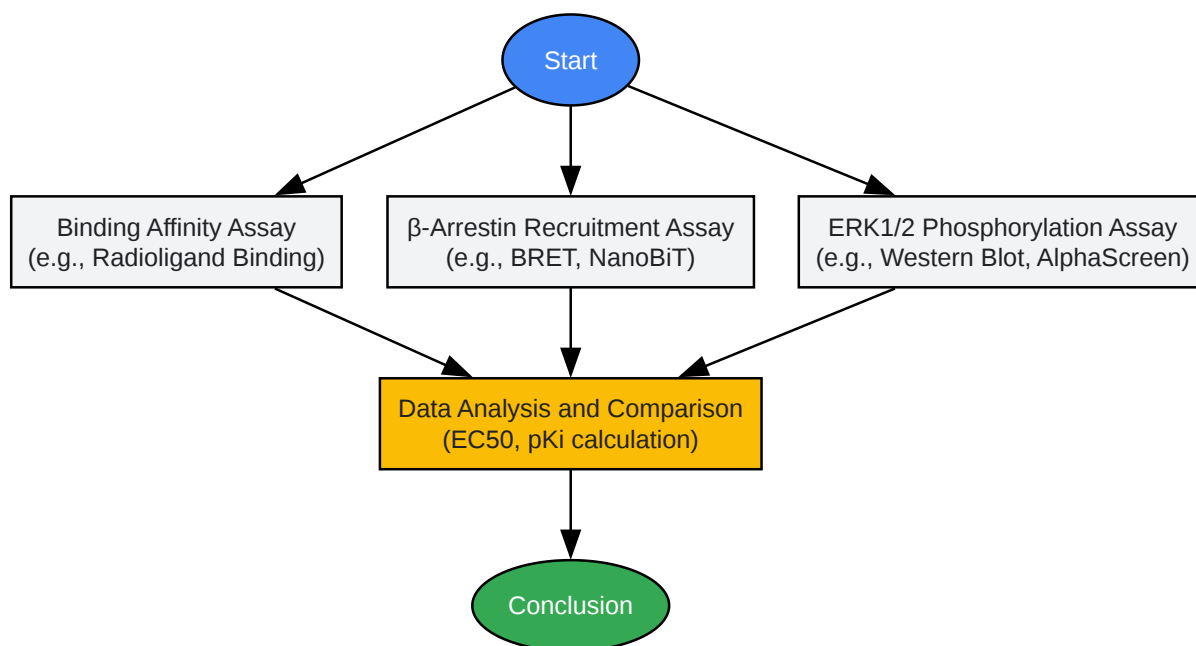 Start
Binding Affinity Assay
(e.g., Radioligand Binding)
β-Arrestin Recruitment Assay
(e.g., BRET, NanoBiT)
ERK1/2 Phosphorylation Assay
(e.g., Western Blot, AlphaScreen)
Data Analysis and Comparison
(EC50, pKi calculation)
Conclusion